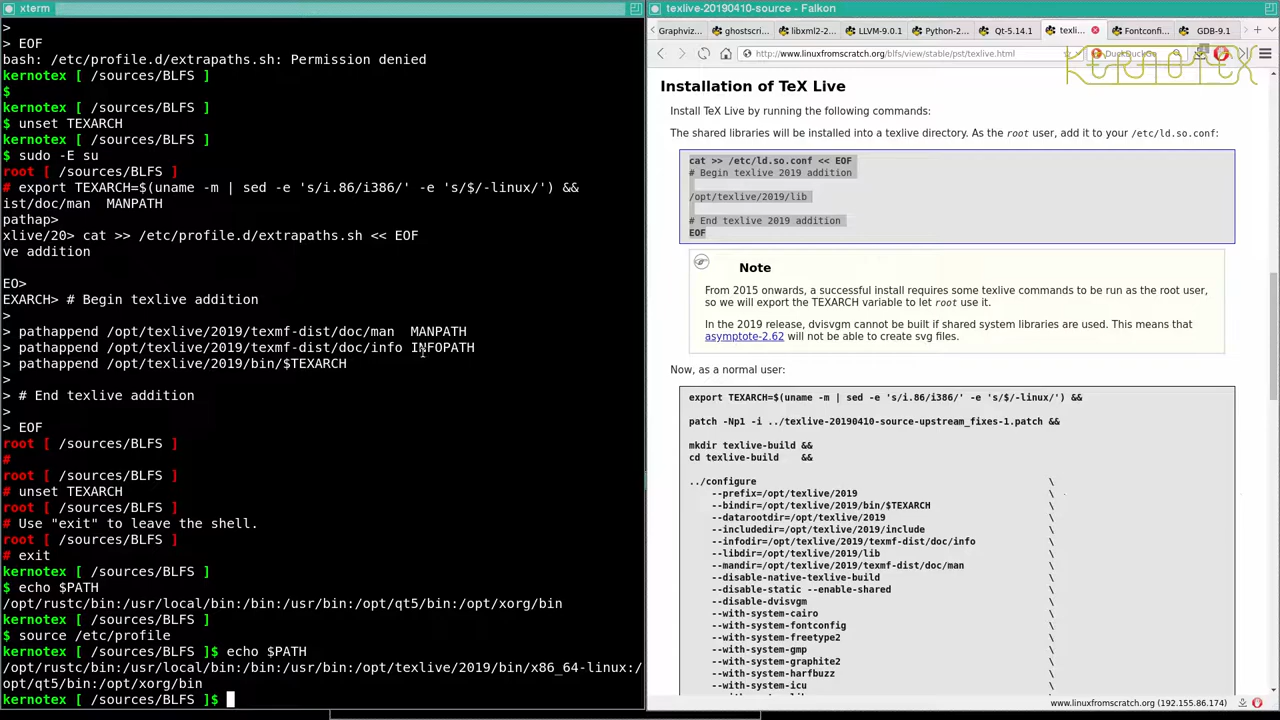 xterm
>
> EOF
bash: /etc/profile.d/extrapaths.sh: Permission denied
kernotex [ /sources/BLFS ]
$
kernotex [ /sources/BLFS ]
$ unset TEXARCH
kernotex [ /sources/BLFS ]
$ sudo -E su
root [ /sources/BLFS ]
# export TEXARCH=$(uname -m | sed -e 's/i.86/i386/' -e 's/$/-linux/') &&
ist/doc/man  MANPATH
pathap>
xlive/20> cat >> /etc/profile.d/extrapaths.sh << EOF
ve addition
EO>
EXARCH> # Begin texlive addition
>
> pathappend /opt/texlive/2019/texmf-dist/doc/man  MANPATH
> pathappend /opt/texlive/2019/texmf-dist/doc/info INFOPATH
> pathappend /opt/texlive/2019/bin/$TEXARCH
>
> # End texlive addition
>
> EOF
root [ /sources/BLFS ]
#
root [ /sources/BLFS ]
# unset TEXARCH
root [ /sources/BLFS ]
# Use "exit" to leave the shell.
root [ /sources/BLFS ]
# exit
kernotex [ /sources/BLFS ]
$ echo $PATH
/opt/rustc/bin:/usr/local/bin:/bin:/usr/bin:/opt/qt5/bin:/opt/xorg/bin
kernotex [ /sources/BLFS ]
$ source /etc/profile
kernotex [ /sources/BLFS ]$ echo $PATH
/opt/rustc/bin:/usr/local/bin:/bin:/usr/bin:/opt/texlive/2019/bin/x86_64-linux:/
opt/qt5/bin:/opt/xorg/bin
kernotex [ /sources/BLFS ]$
texlive-20190410-source - Falkon
Graphviz... ghostscri... libxml2-2... LLVM-9.0.1 Python-2... Qt-5.14.1 texli... Fontconfi... GDB-9.1
http://www.linuxfromscratch.org/blfs/view/stable/pst/texlive.html
DuckDuckGo
KERNOTEX
Installation of TeX Live
Install TeX Live by running the following commands:
The shared libraries will be installed into a texlive directory. As the root user, add it to your /etc/ld.so.conf:
cat >> /etc/ld.so.conf << EOF
# Begin texlive 2019 addition
/opt/texlive/2019/lib
# End texlive 2019 addition
EOF
Note
From 2015 onwards, a successful install requires some texlive commands to be run as the root user,
so we will export the TEXARCH variable to let root use it.
In the 2019 release, dvisvgm cannot be built if shared system libraries are used. This means that
asymptote-2.62 will not be able to create svg files.
Now, as a normal user:
export TEXARCH=$(uname -m | sed -e 's/i.86/i386/' -e 's/$/-linux/') &&
patch -Np1 -i ../texlive-20190410-source-upstream_fixes-1.patch &&
mkdir texlive-build &&
cd texlive-build    &&
../configure \
--prefix=/opt/texlive/2019 \
--bindir=/opt/texlive/2019/bin/$TEXARCH \
--datarootdir=/opt/texlive/2019 \
--includedir=/opt/texlive/2019/include \
--infodir=/opt/texlive/2019/texmf-dist/doc/info \
--libdir=/opt/texlive/2019/lib \
--mandir=/opt/texlive/2019/texmf-dist/doc/man \
--disable-native-texlive-build \
--disable-static --enable-shared \
--disable-dvisvgm \
--with-system-cairo \
--with-system-fontconfig \
--with-system-freetype2 \
--with-system-gmp \
--with-system-graphite2 \
--with-system-harfbuzz \
--with-system-icu \
www.linuxfromscratch.org (192.155.86.174)